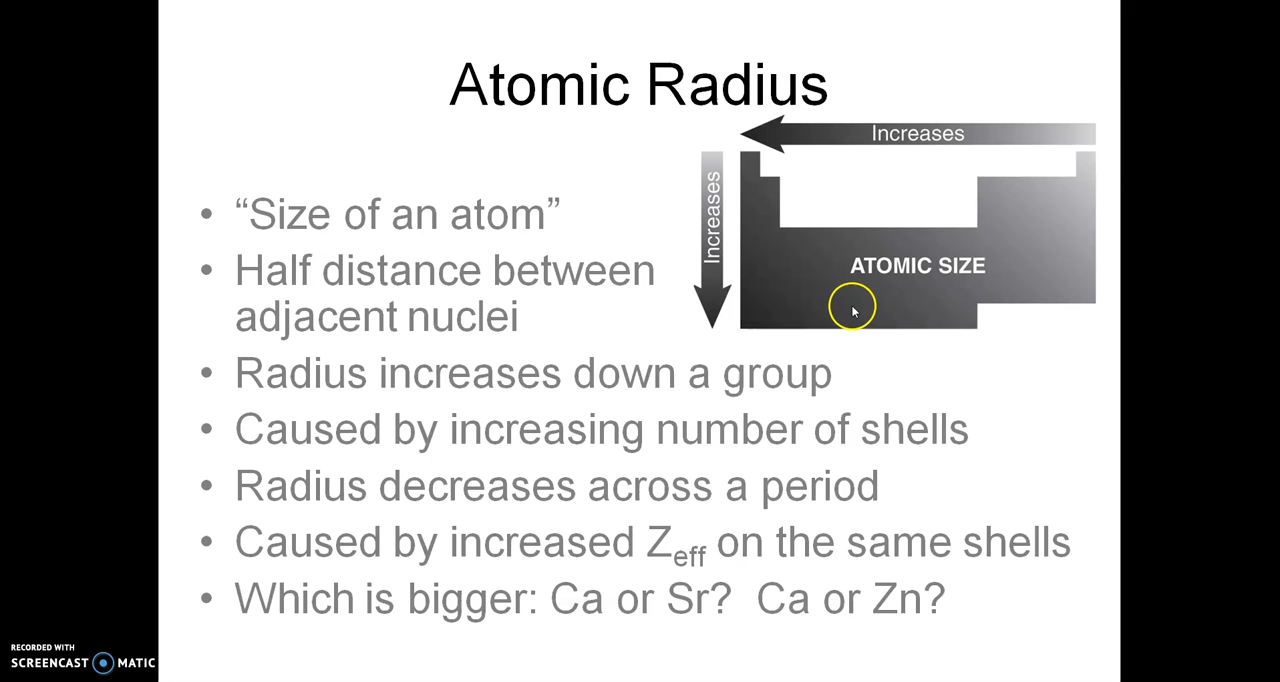 Atomic Radius
Increases
Increases
ATOMIC SIZE
• “Size of an atom”
• Half distance between
adjacent nuclei
• Radius increases down a group
• Caused by increasing number of shells
• Radius decreases across a period
• Caused by increased Zeff on the same shells
• Which is bigger: Ca or Sr?  Ca or Zn?
RECORDED WITH
SCREENCAST MATIC